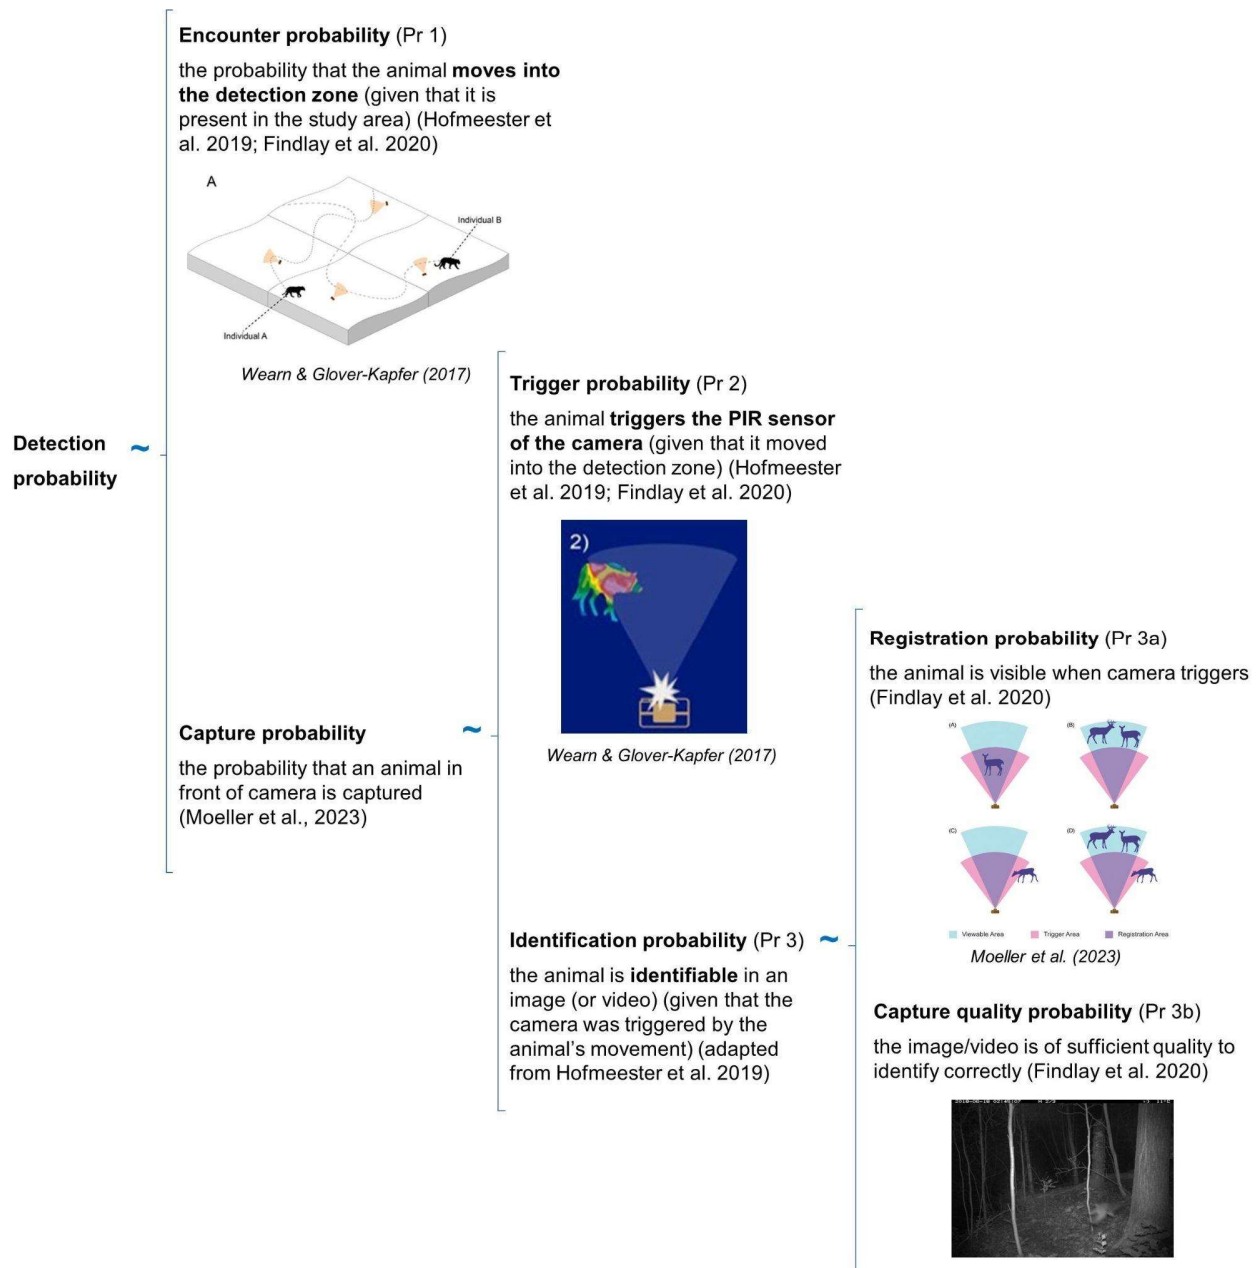 Encounter probability (Pr 1)
the probability that the animal moves into
the detection zone (given that it is
present in the study area) (Hofmeester et
al. 2019; Findlay et al. 2020)
A
Individual B
Individual A
Wearn & Glover-Kapfer (2017)
Detection
probability
~
Trigger probability (Pr 2)
the animal triggers the PIR sensor
of the camera (given that it moved
into the detection zone) (Hofmeester
et al. 2019; Findlay et al. 2020)
2)
Wearn & Glover-Kapfer (2017)
Capture probability
~
the probability that an animal in
front of camera is captured
(Moeller et al., 2023)
Registration probability (Pr 3a)
the animal is visible when camera triggers
(Findlay et al. 2020)
(A)
(B)
(C)
(D)
Viewable Area
Trigger Area
Registration Area
Moeller et al. (2023)
Identification probability (Pr 3)
~
the animal is identifiable in an
image (or video) (given that the
camera was triggered by the
animal's movement) (adapted
from Hofmeester et al. 2019)
Capture quality probability (Pr 3b)
the image/video is of sufficient quality to
identify correctly (Findlay et al. 2020)